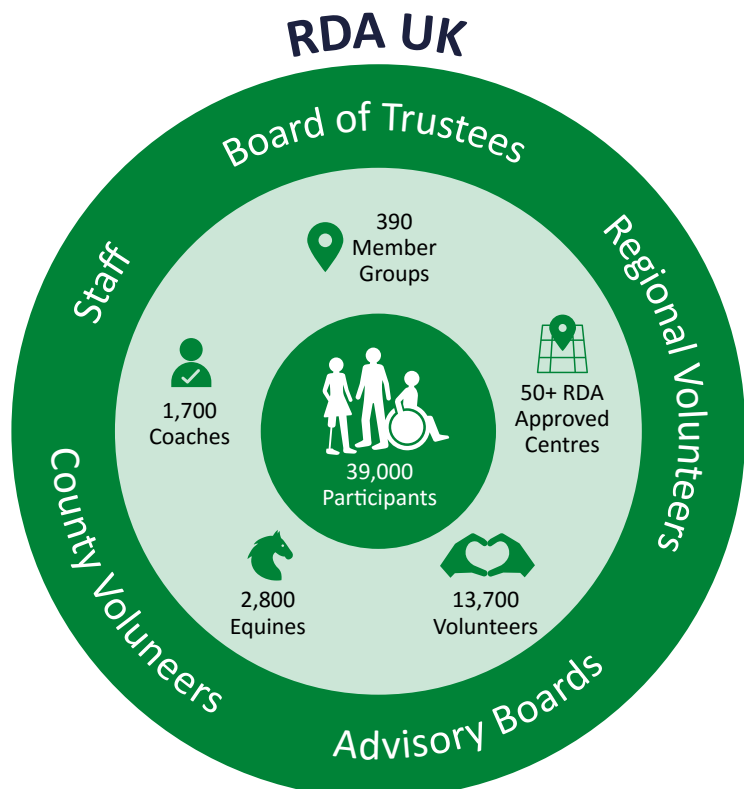 RDA UK
Board of Trustees
Staff
Regional Volunteers
County Voluneers
Advisory Boards
390
Member
Groups
1,700
Coaches
50+ RDA
Approved
Centres
39,000
Participants
2,800
Equines
13,700
Volunteers